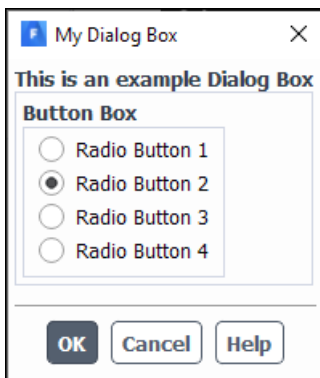 F My Dialog Box
This is an example Dialog Box
Button Box
Radio Button 1
Radio Button 2
Radio Button 3
Radio Button 4
OK Cancel Help